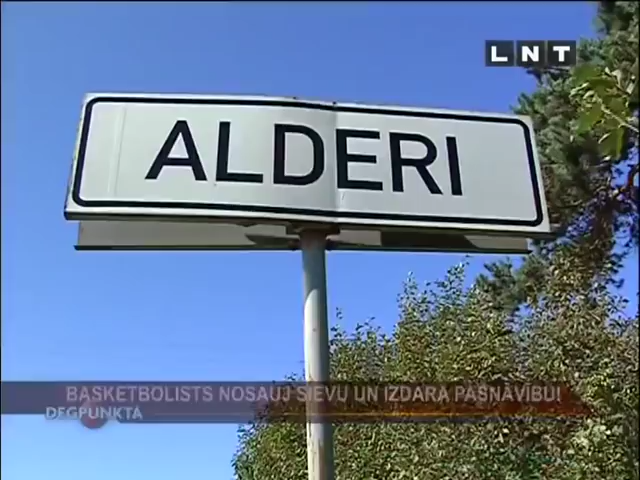 LNT
ALDERI
BASKETBOLISTS NOSAUJ SIEVU UN IZDARA PAŠNĀVĪBU!
DEGPUNKTĀ